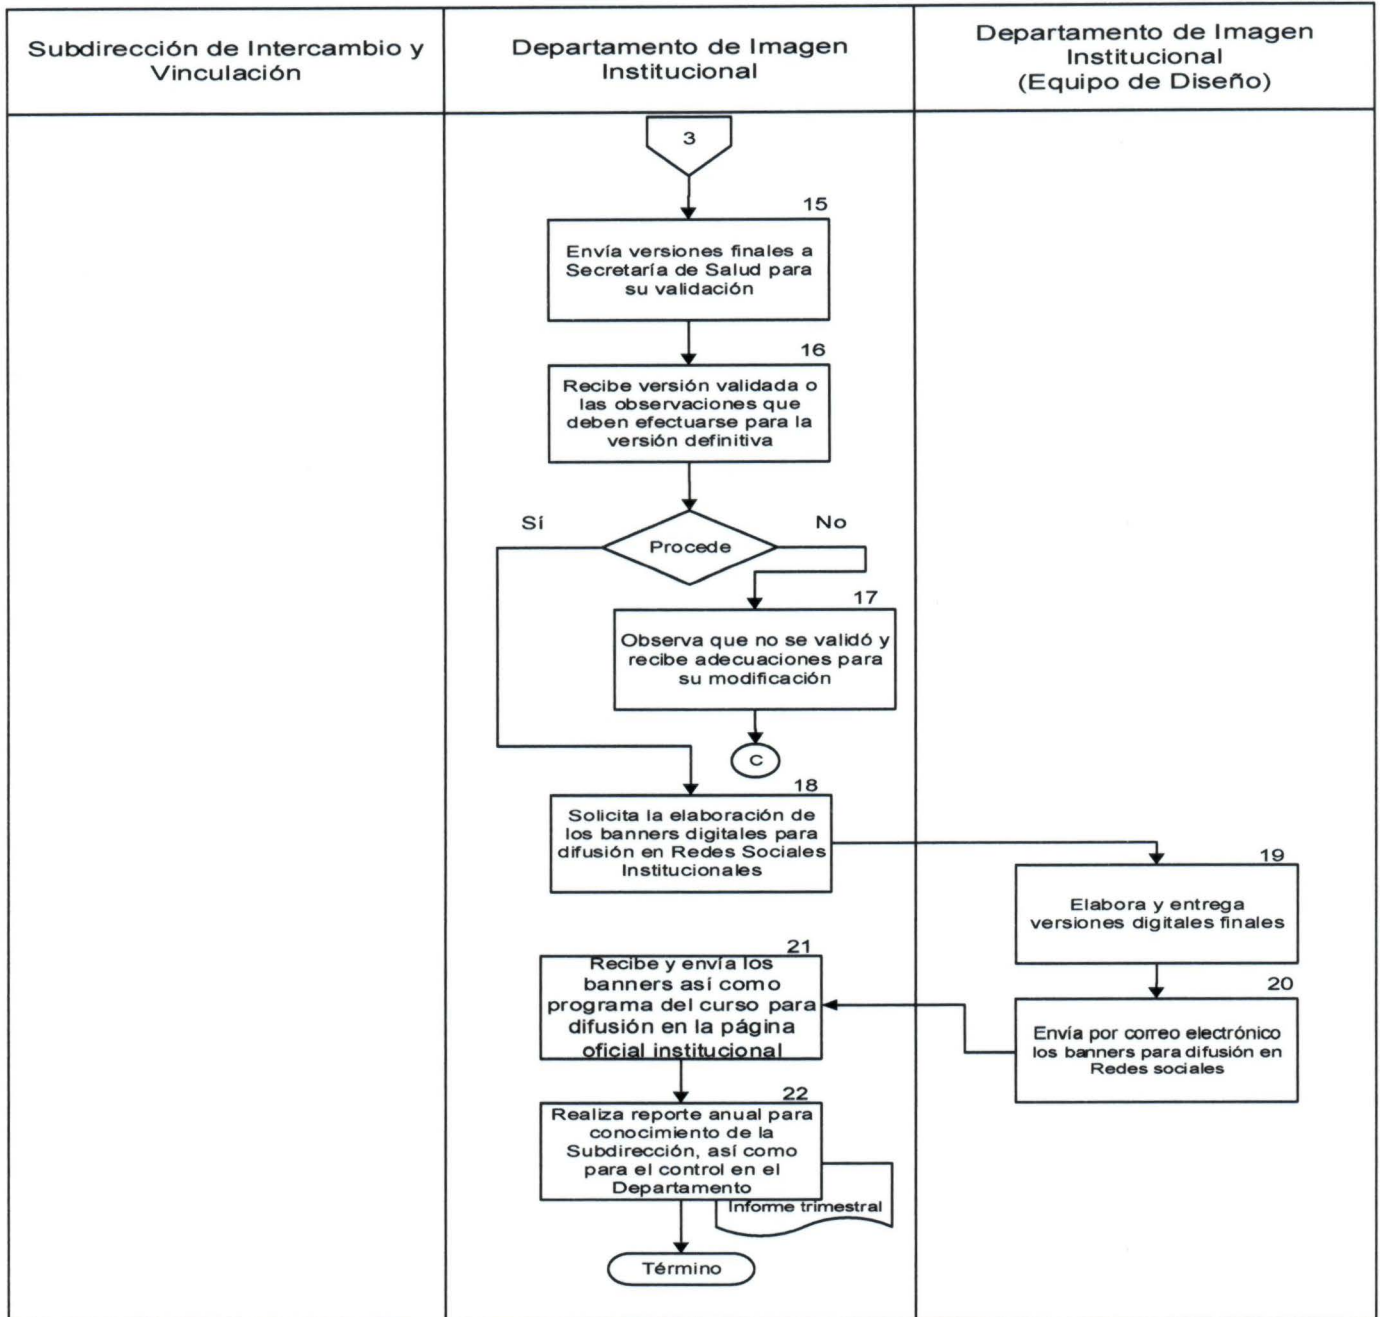 Subdirección de Intercambio y
Vinculación
Departamento de Imagen
Institucional
Departamento de Imagen
Institucional
(Equipo de Diseño)
3
15
Envía versiones finales a
Secretaría de Salud para
su validación
16
Recibe versión validada o
las observaciones que
deben efectuarse para la
versión definitiva
Sí
No
Procede
17
Observa que no se validó y
recibe adecuaciones para
su modificación
C
18
Solicita la elaboración de
los banners digitales para
difusión en Redes Sociales
Institucionales
19
Elabora y entrega
versiones digitales finales
20
Envía por correo electrónico
los banners para difusión en
Redes sociales
21
Recibe y envía los
banners así como
programa del curso para
difusión en la página
oficial institucional
22
Realiza reporte anual para
conocimiento de la
Subdirección, así como
para el control en el
Departamento
Informe trimestral
Término